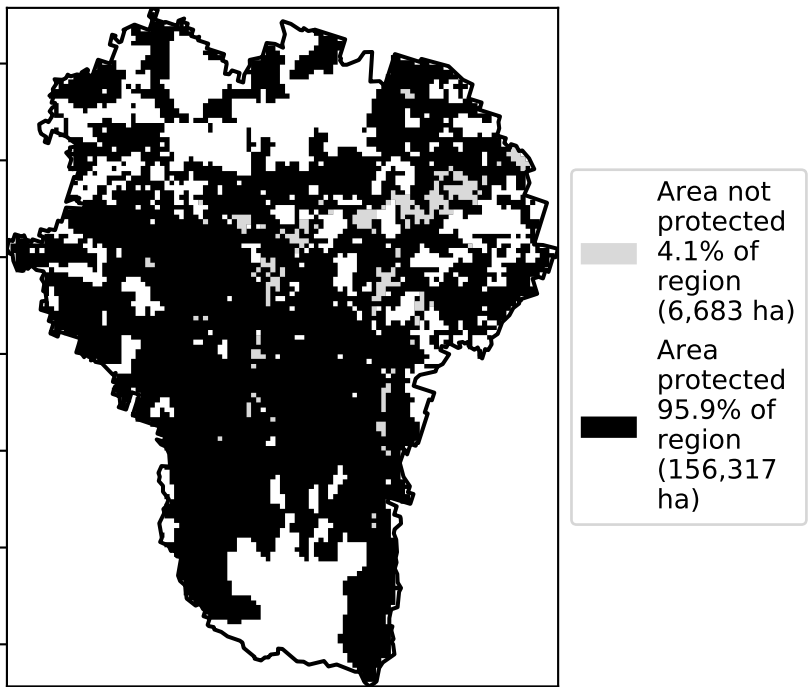 Area not
protected
4.1% of
region
(6,683 ha)
Area
protected
95.9% of
region
(156,317
ha)